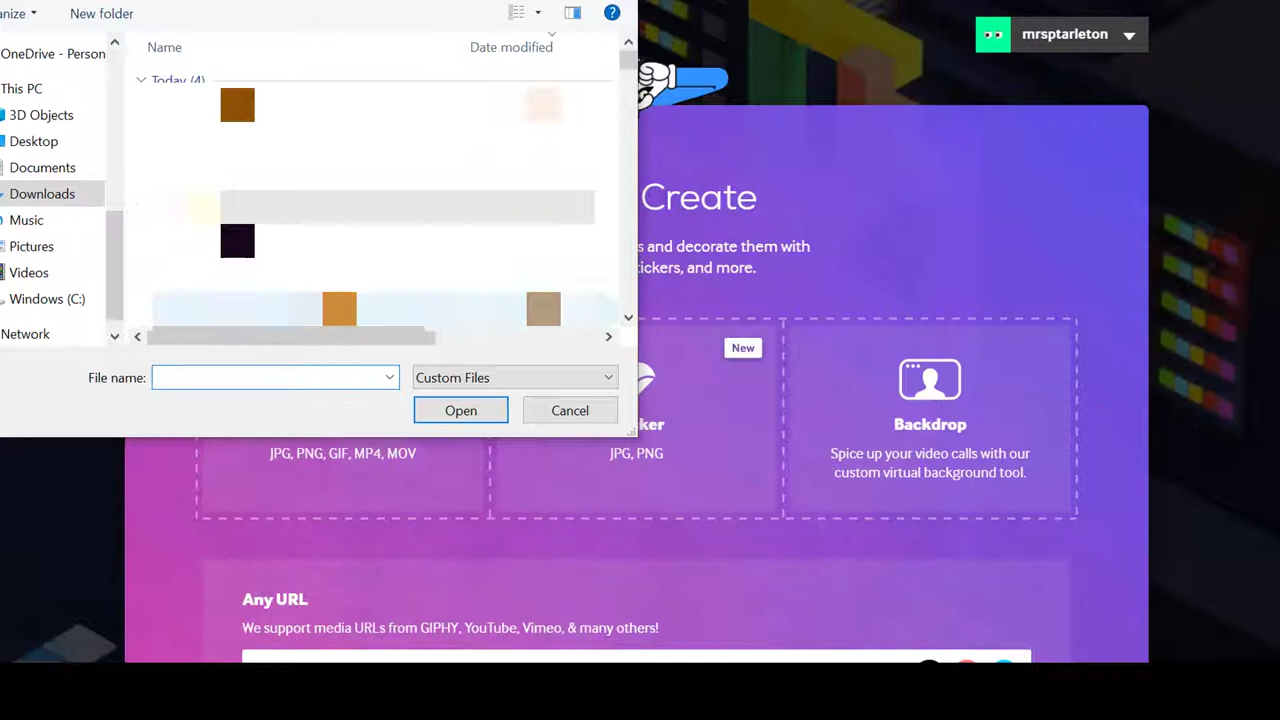 anize
New folder
mrsptarleton
OneDrive - Person
Name
Date modified
Today (4)
This PC
3D Objects
Desktop
Documents
Downloads
Music
Pictures
Videos
Windows (C:)
Network
File name:
Custom Files
Open
Cancel
Create
s and decorate them with
tickers, and more.
New
JPG, PNG, GIF, MP4, MOV
ker
JPG, PNG
Backdrop
Spice up your video calls with our
custom virtual background tool.
Any URL
We support media URLs from GIPHY, YouTube, Vimeo, & many others!